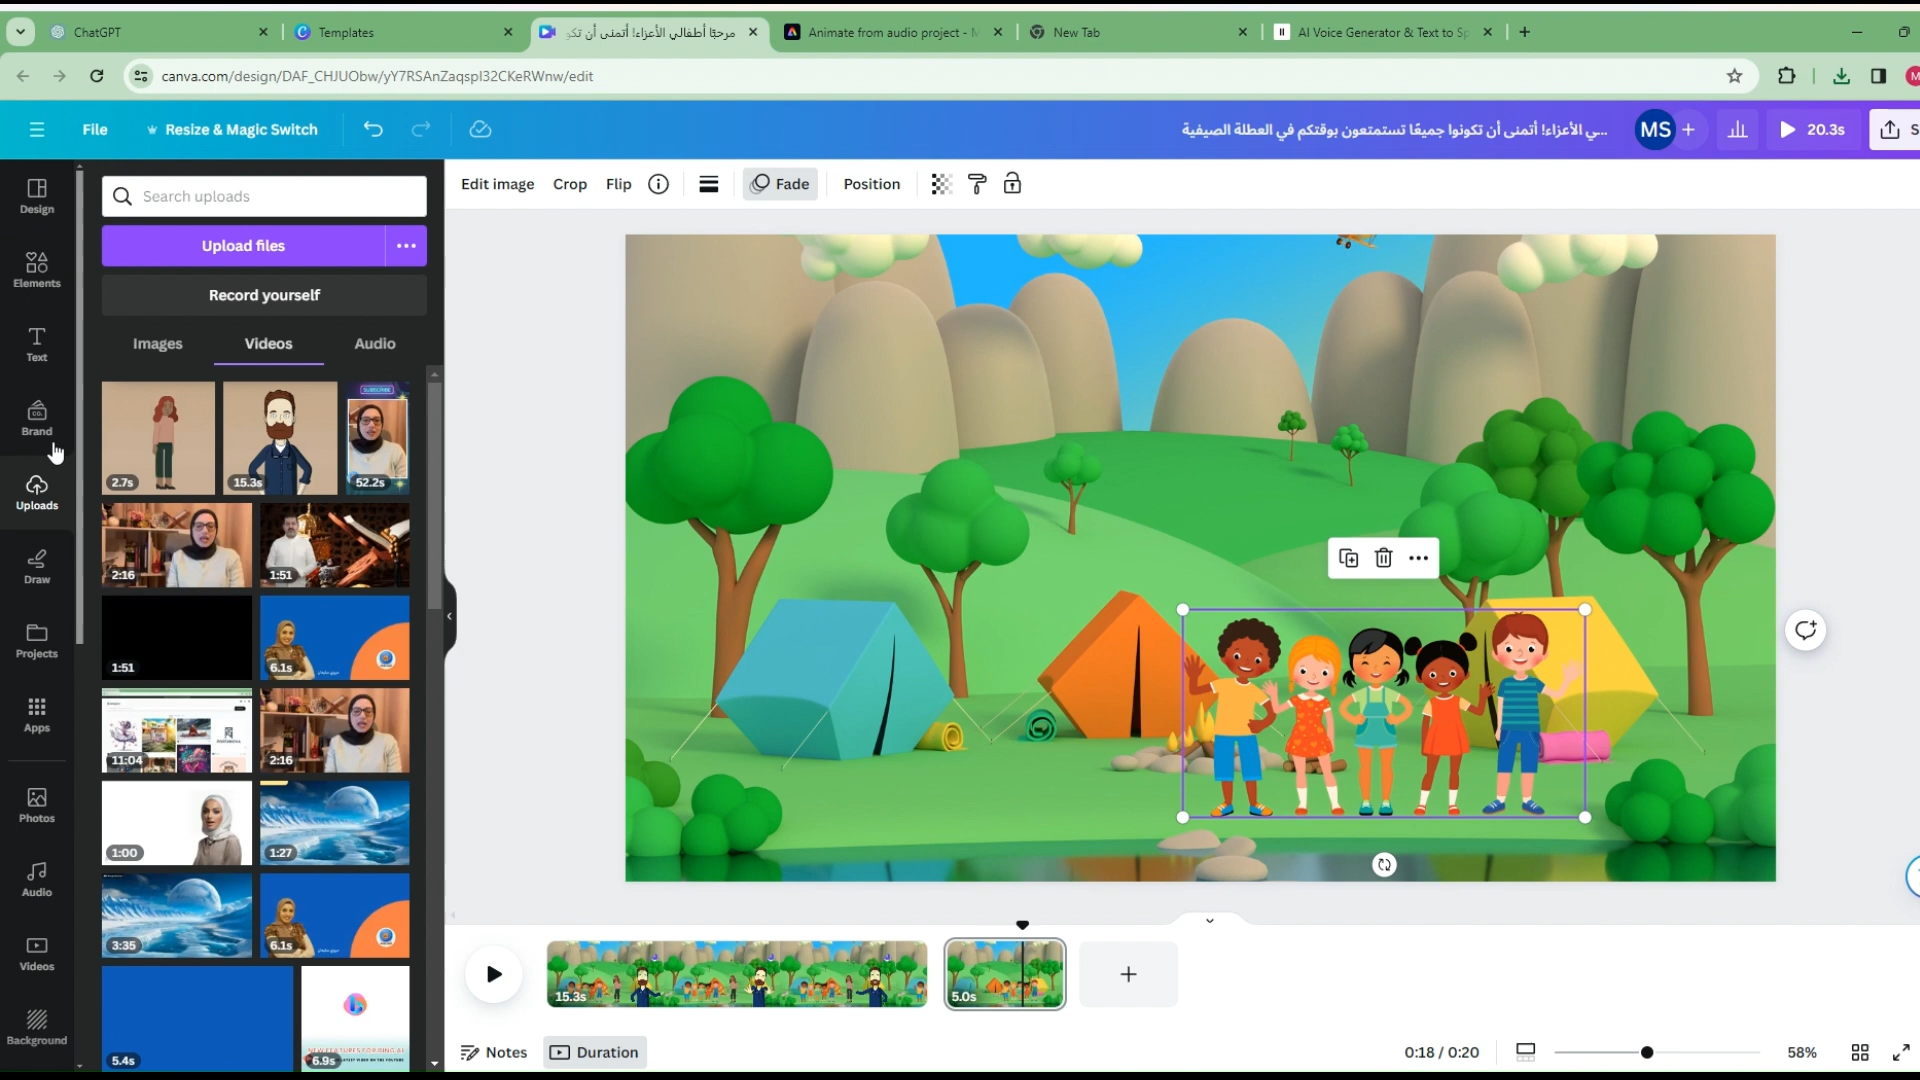 ChatGPT
Templates
مرحبًا أطفالي الأعزاء! أتمنى أن تكو
Animate from audio project -
New Tab
AI Voice Generator & Text to Sp
canva.com/design/DAF_CHJUObw/yY7RSAnZaqspI32CKeRWnw/edit
File
Resize & Magic Switch
...ي الأعزاء! أتمنى أن تكونوا جميعًا تستمتعون بوقتكم في العطلة الصيفية
MS
20.3s
Design
Elements
Text
Brand
Uploads
Draw
Projects
Apps
Photos
Audio
Videos
Background
Search uploads
Upload files
Record yourself
Images
Videos
Audio
2.7s
15.3s
SUBSCRIBE
52.2s
2:16
1:51
1:51
6.1s
11:04
2:16
1:00
1:27
3:35
6.1s
5.4s
6.9s
Edit image
Crop
Flip
Fade
Position
15.3s
5.0s
Notes
Duration
0:18 / 0:20
58%